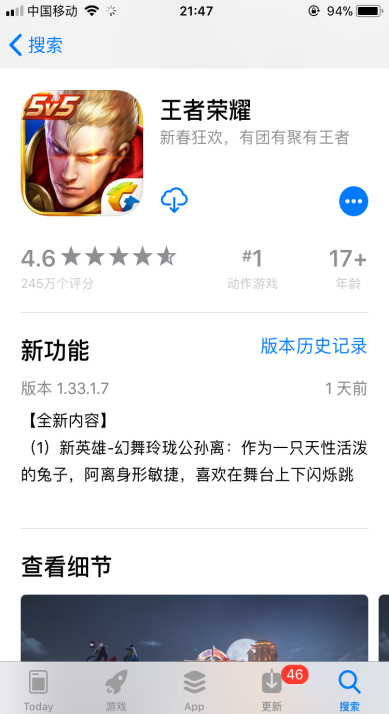 中国移动 21:47 94%
搜索
5v5
王者荣耀
新春狂欢，有团有聚有王者
4.6 #1 17+
245万个评分 动作游戏 年龄
新功能 版本历史记录
版本 1.33.1.7 1 天前
【全新内容】
（1）新英雄-幻舞玲珑公孙离：作为一只天性活泼
的兔子，阿离身形敏捷，喜欢在舞台上下闪烁跳
查看细节
46
Today 游戏 App 更新 搜索